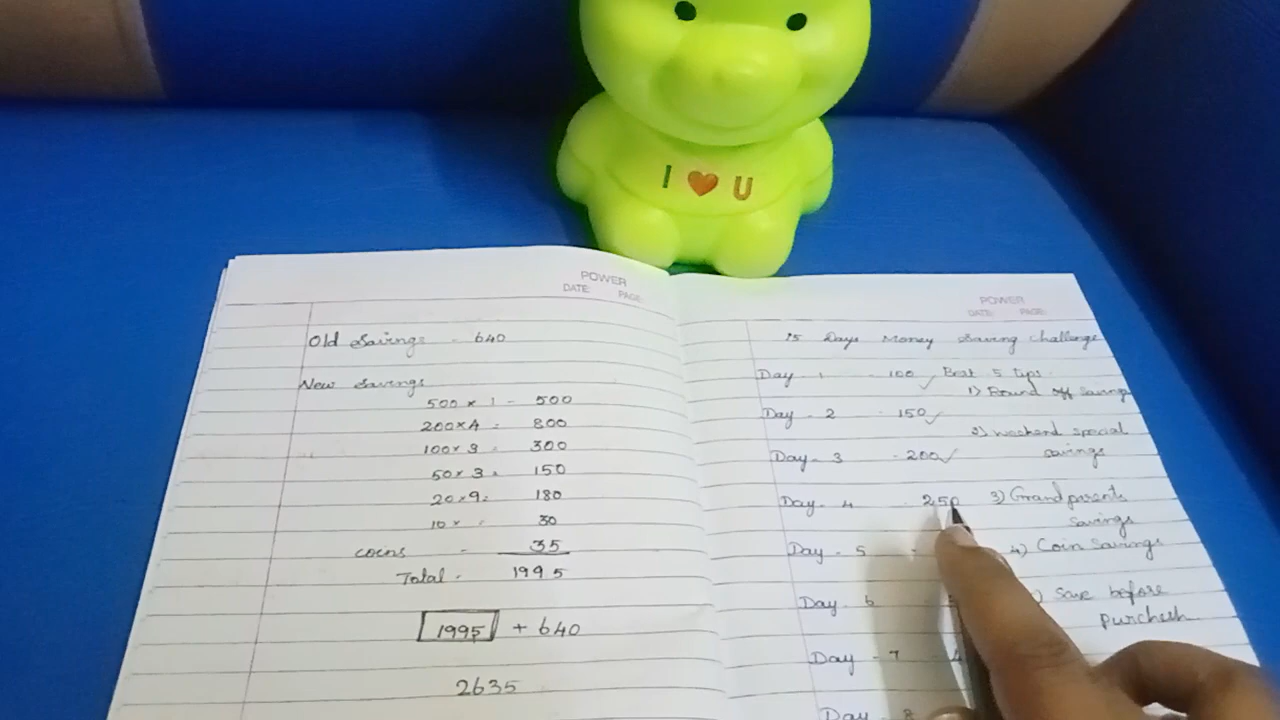 I ❤ U
POWER
DATE: PAGE:
Old Savings - 640
New Savings
500 x 1 - 500
200 x 4 = 800
100 x 3 = 300
50 x 3 = 150
20 x 9 = 180
10 x = 30
coins - 35
Total - 1995
1995 + 640
2635
POWER
DATE: PAGE:
15 Days Money Saving challenge
Day - 1 - 100 ✓ Best 5 tips
1) Round off Savings
Day - 2 - 150 ✓
2) weekend special
savings
Day - 3 - 200 ✓
Day - 4 - 250 3) Grand parents
Savings
Day - 5 - 4) Coin Savings
Day - 6 ) Save before
purchesh
Day - 7 4
Day - 8